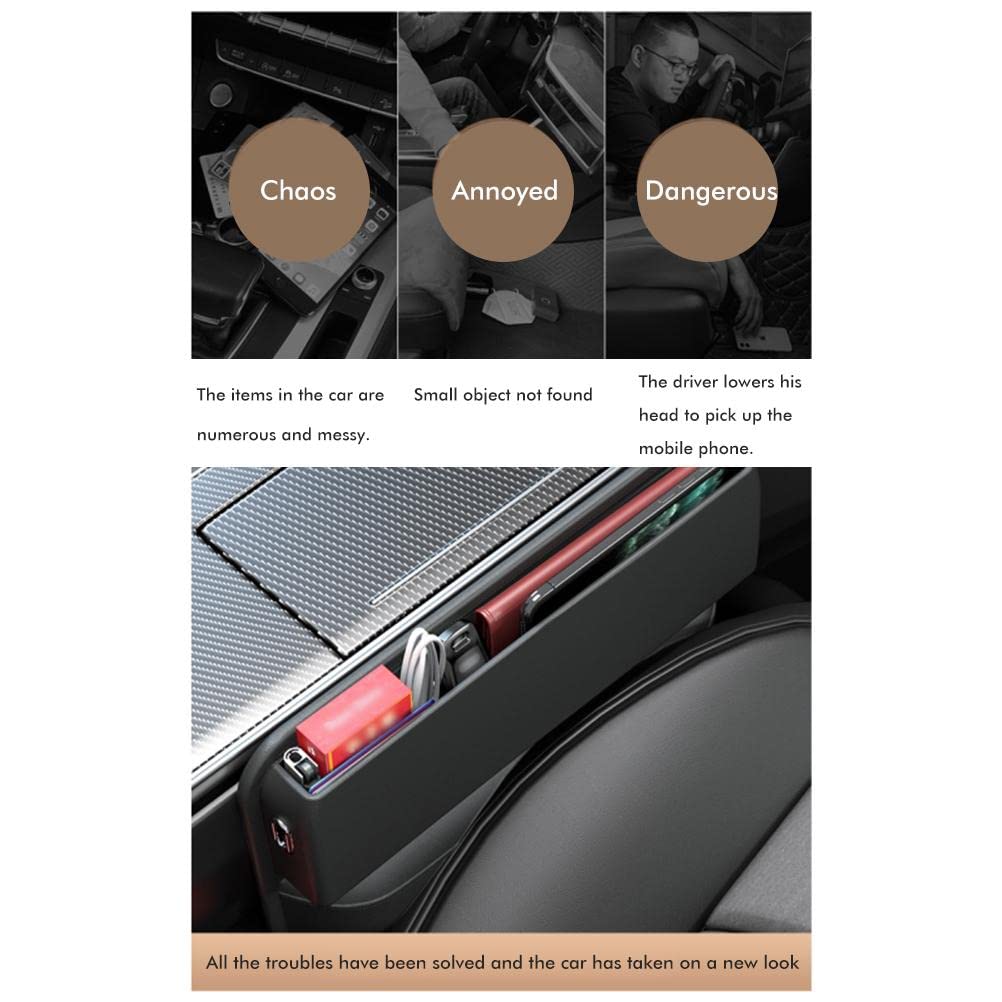 Chaos
Annoyed
Dangerous
The items in the car are
numerous and messy.
Small object not found
The driver lowers his
head to pick up the
mobile phone.
All the troubles have been solved and the car has taken on a new look